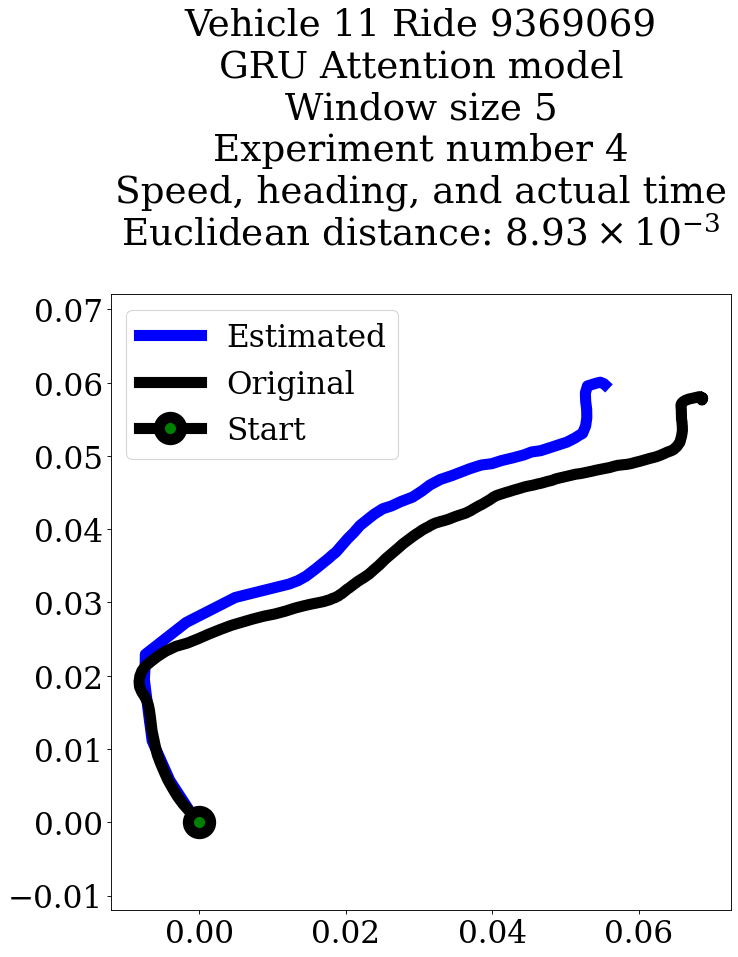 Vehicle 11 Ride 9369069
GRU Attention model
Window size 5
Experiment number 4
Speed, heading, and actual time
Euclidean distance: 8.93 × 10⁻³
Estimated
Original
Start
0.07
0.06
0.05
0.04
0.03
0.02
0.01
0.00
−0.01
0.00 0.02 0.04 0.06